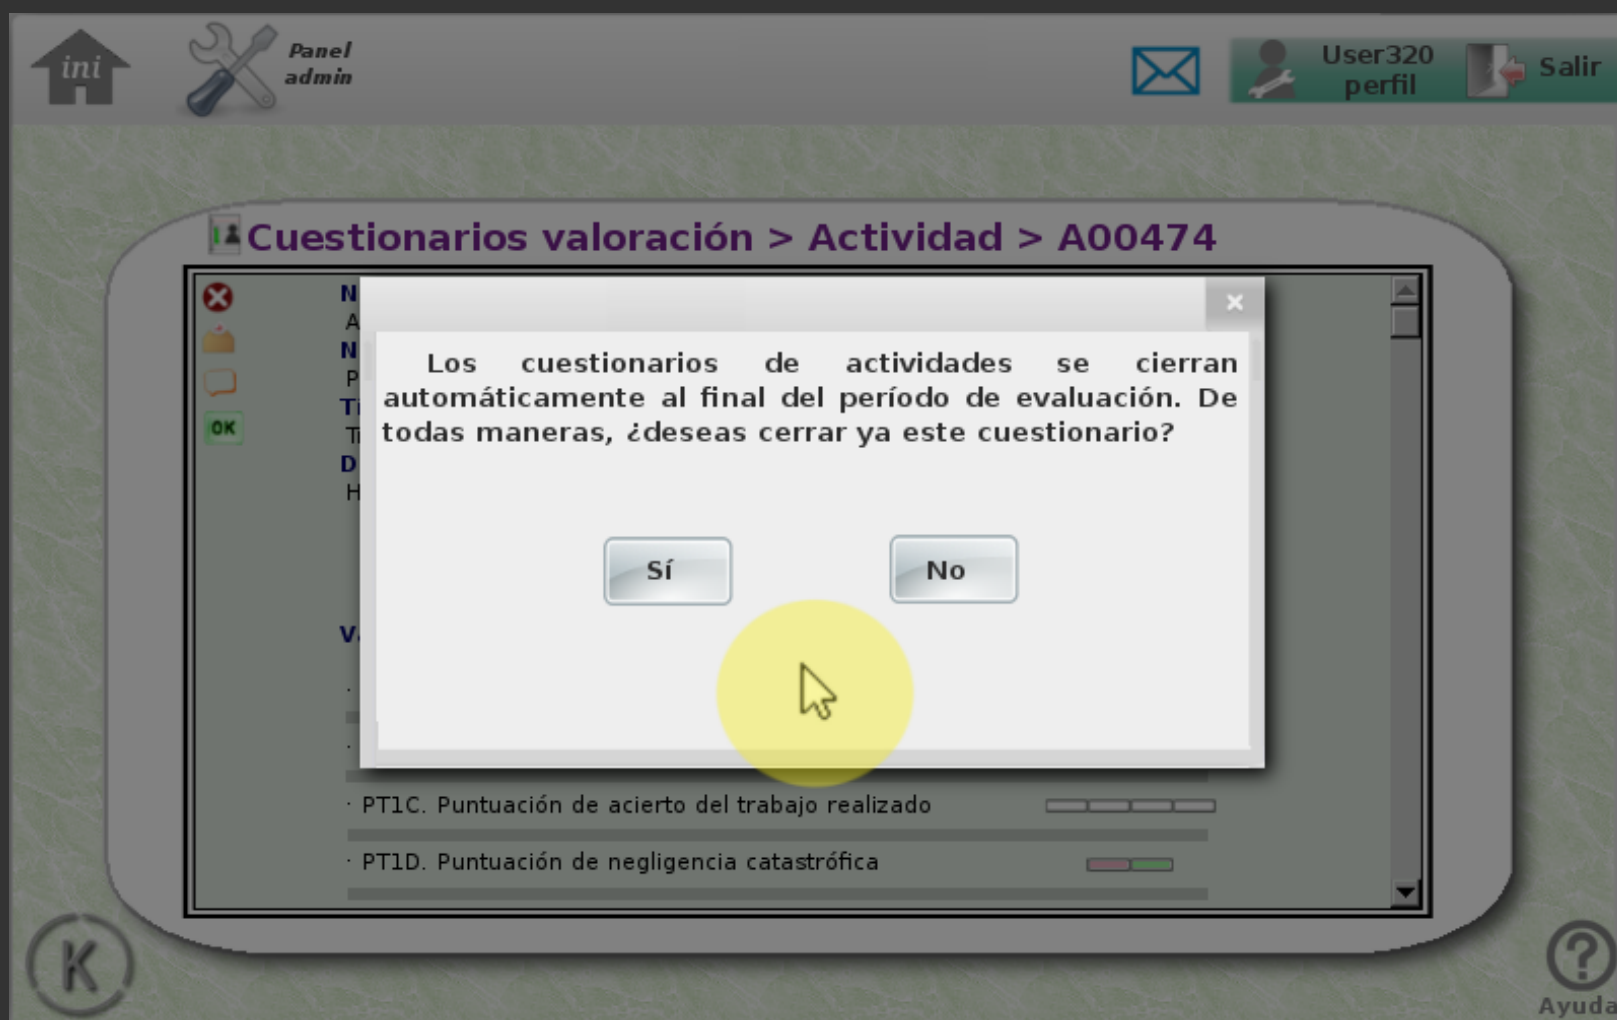 ini
Panel
admin
User320
perfil
Salir
Cuestionarios valoración > Actividad > A00474
N
A
N
P
Los cuestionarios de actividades se cierran
automáticamente al final del período de evaluación. De
todas maneras, ¿deseas cerrar ya este cuestionario?
OK
D
H
Sí
No
· PT1C. Puntuación de acierto del trabajo realizado
· PT1D. Puntuación de negligencia catastrófica
K
?
Ayuda